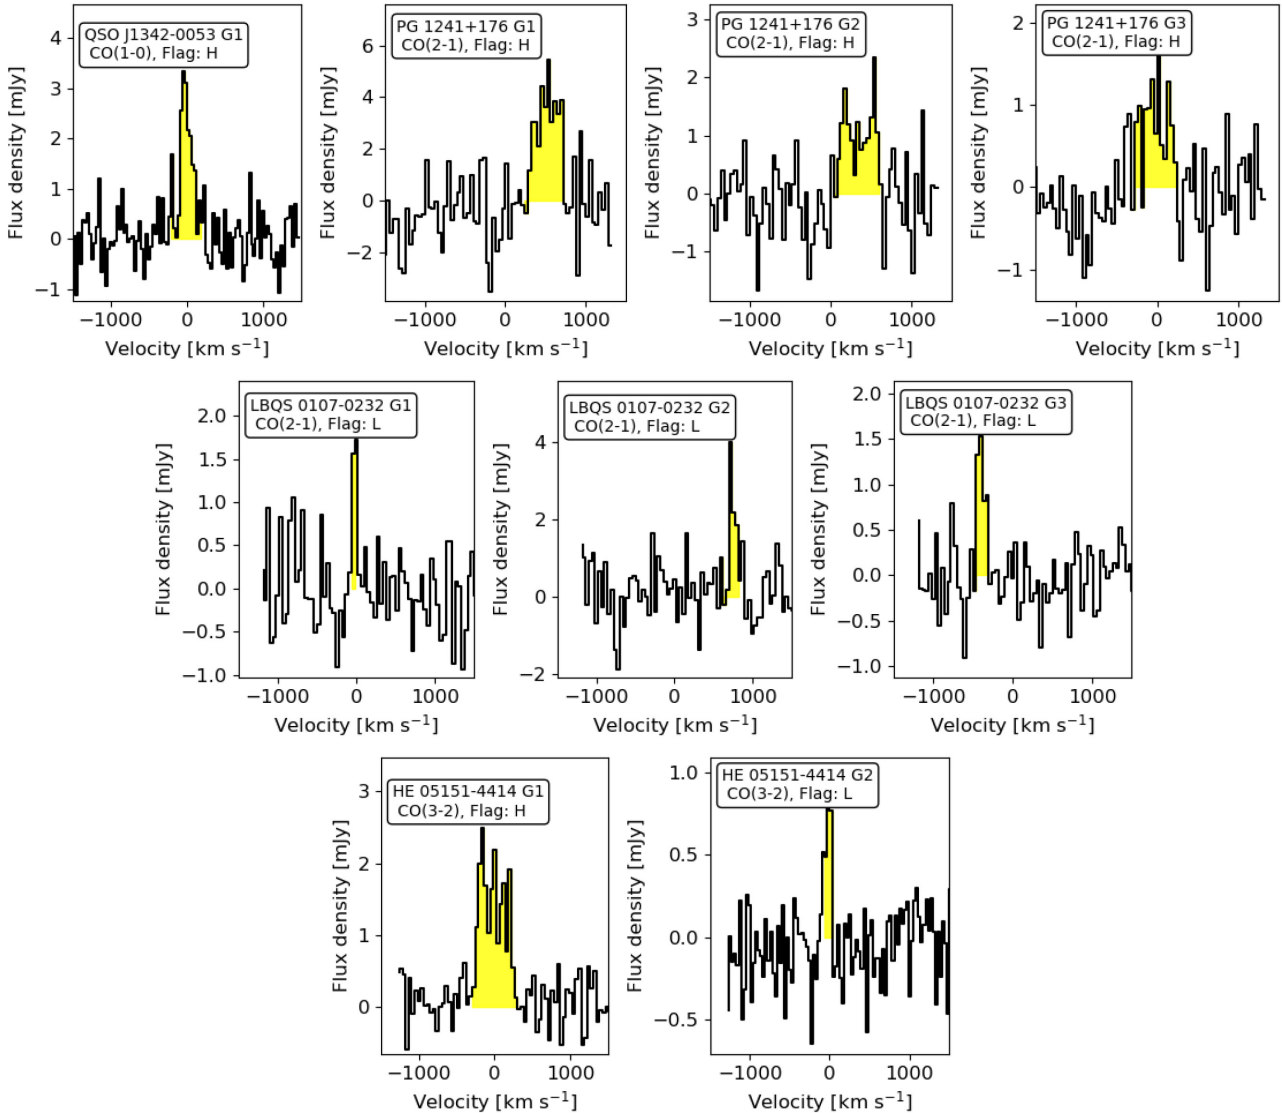 QSO J1342-0053 G1
CO(1-0), Flag: H
Flux density [mJy]
4
3
2
1
0
−1
−1000 0 1000
Velocity [km s⁻¹]
PG 1241+176 G1
CO(2-1), Flag: H
Flux density [mJy]
6
4
2
0
−2
−1000 0 1000
Velocity [km s⁻¹]
PG 1241+176 G2
CO(2-1), Flag: H
Flux density [mJy]
3
2
1
0
−1
−1000 0 1000
Velocity [km s⁻¹]
PG 1241+176 G3
CO(2-1), Flag: H
Flux density [mJy]
2
1
0
−1
−1000 0 1000
Velocity [km s⁻¹]
LBQS 0107-0232 G1
CO(2-1), Flag: L
Flux density [mJy]
2.0
1.5
1.0
0.5
0.0
−0.5
−1.0
−1000 0 1000
Velocity [km s⁻¹]
LBQS 0107-0232 G2
CO(2-1), Flag: L
Flux density [mJy]
4
2
0
−2
−1000 0 1000
Velocity [km s⁻¹]
LBQS 0107-0232 G3
CO(2-1), Flag: L
Flux density [mJy]
2.0
1.5
1.0
0.5
0.0
−0.5
−1.0
−1000 0 1000
Velocity [km s⁻¹]
HE 05151-4414 G1
CO(3-2), Flag: H
Flux density [mJy]
3
2
1
0
−1000 0 1000
Velocity [km s⁻¹]
HE 05151-4414 G2
CO(3-2), Flag: L
Flux density [mJy]
1.0
0.5
0.0
−0.5
−1000 0 1000
Velocity [km s⁻¹]